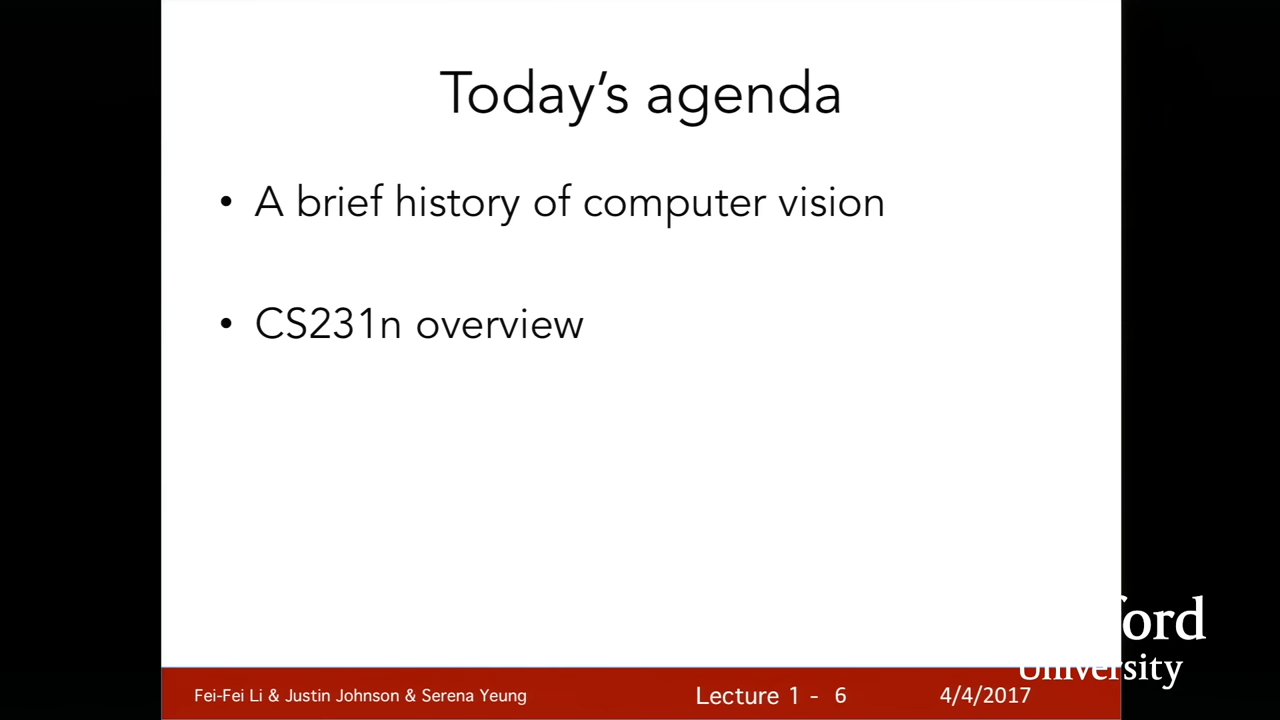 Today's agenda
• A brief history of computer vision
• CS231n overview
Fei-Fei Li & Justin Johnson & Serena Yeung
Lecture 1 - 6
4/4/2017
ford
University